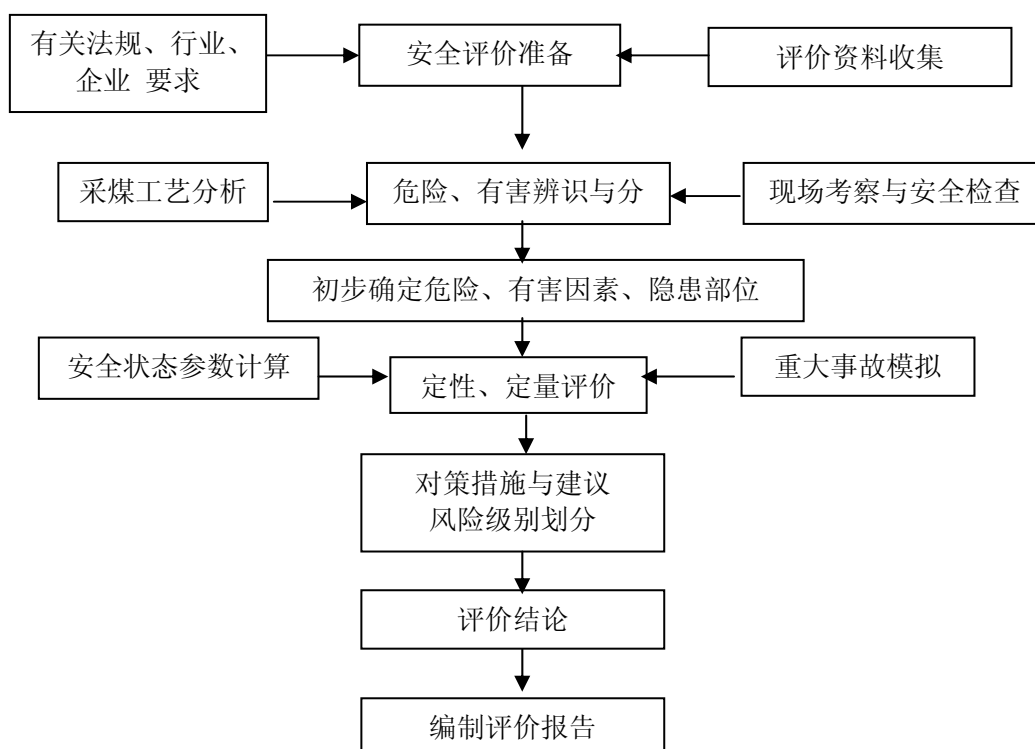 有关法规、行业、
企业 要求
安全评价准备
评价资料收集
采煤工艺分析
危险、有害辨识与分
现场考察与安全检查
初步确定危险、有害因素、隐患部位
安全状态参数计算
定性、定量评价
重大事故模拟
对策措施与建议
风险级别划分
评价结论
编制评价报告